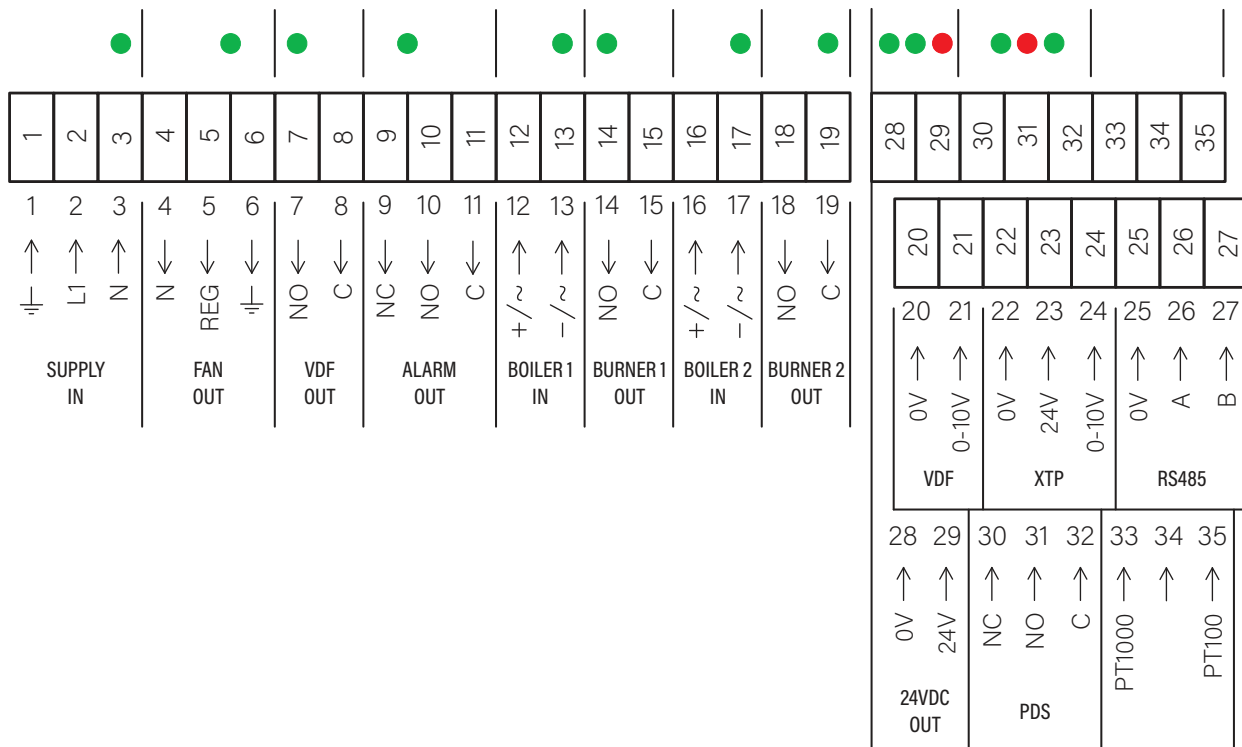 1 2 3 4 5 6 7 8 9 10 11 12 13 14 15 16 17 18 19
28 29 30 31 32 33 34 35
1 2 3 4 5 6 7 8 9 10 11 12 13 14 15 16 17 18 19
L1 N N REG NO C NC NO C +/~ -/~ NO C +/~ -/~ NO C
SUPPLY IN
FAN OUT
VDF OUT
ALARM OUT
BOILER 1 IN
BURNER 1 OUT
BOILER 2 IN
BURNER 2 OUT
20 21 22 23 24 25 26 27
20 21 22 23 24 25 26 27
0V 0-10V 0V 24V 0-10V 0V A B
VDF XTP RS485
28 29 30 31 32 33 34 35
0V 24V NC NO C PT1000 PT100
24VDC OUT
PDS